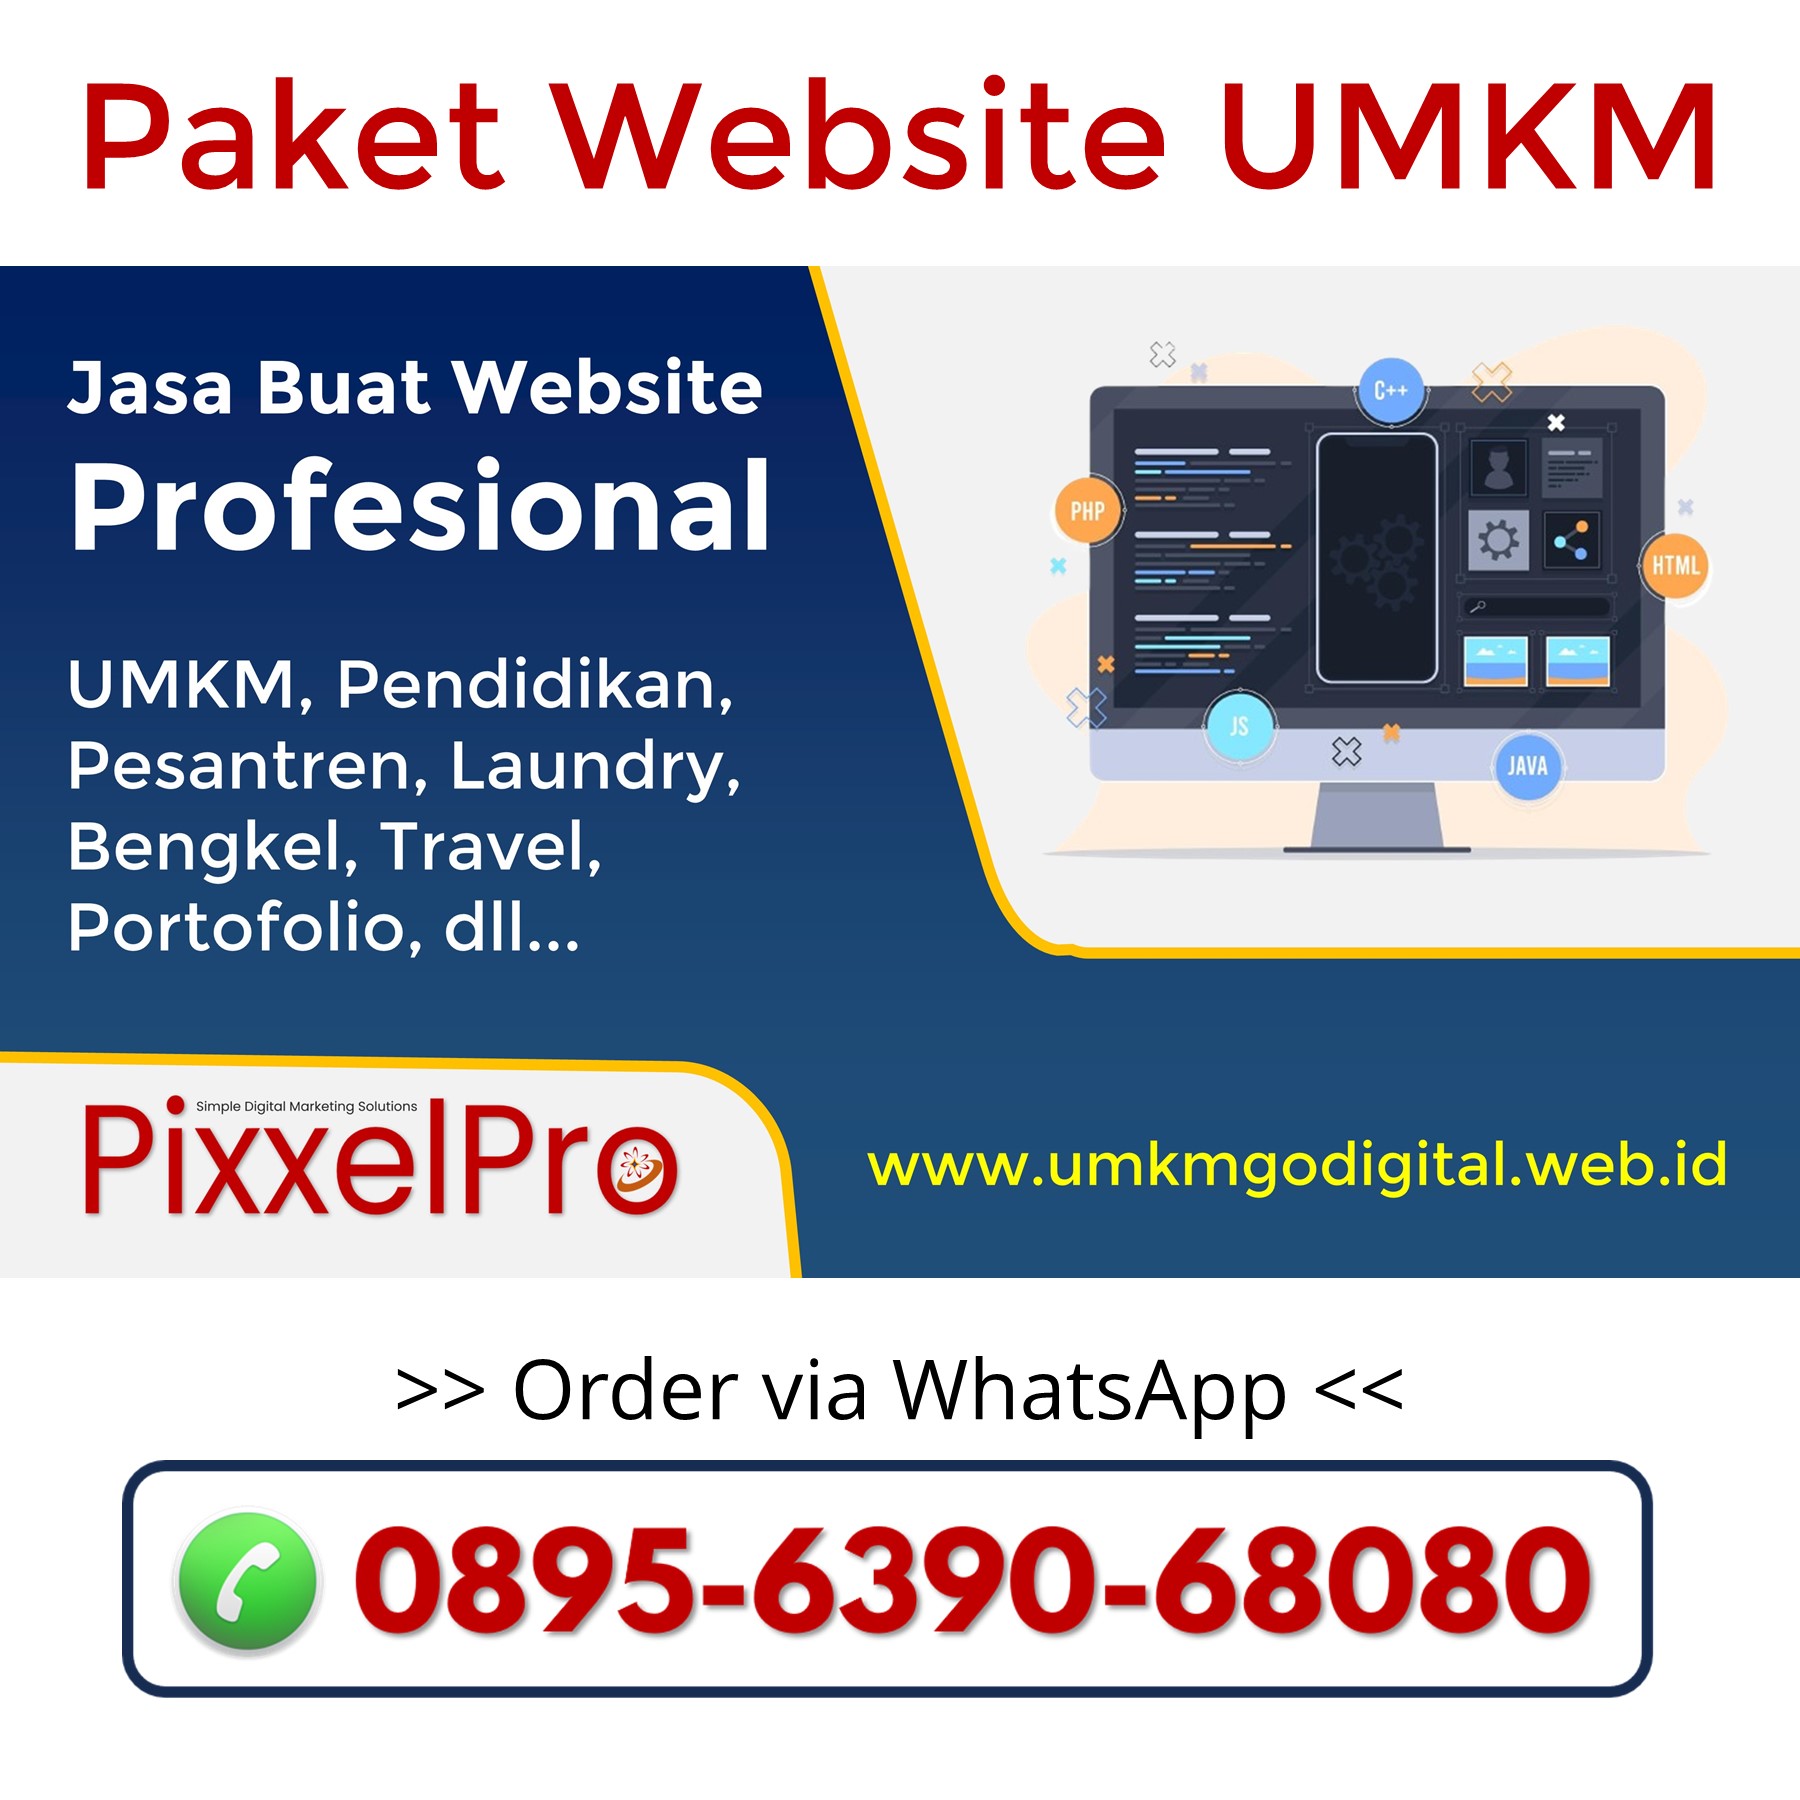 Paket Website UMKM
Jasa Buat Website
Profesional
UMKM, Pendidikan,
Pesantren, Laundry,
Bengkel, Travel,
Portofolio, dll...
C++
PHP
HTML
JS
JAVA
Simple Digital Marketing Solutions
PixxelPro
www.umkmgodigital.web.id
>> Order via WhatsApp <<
0895-6390-68080